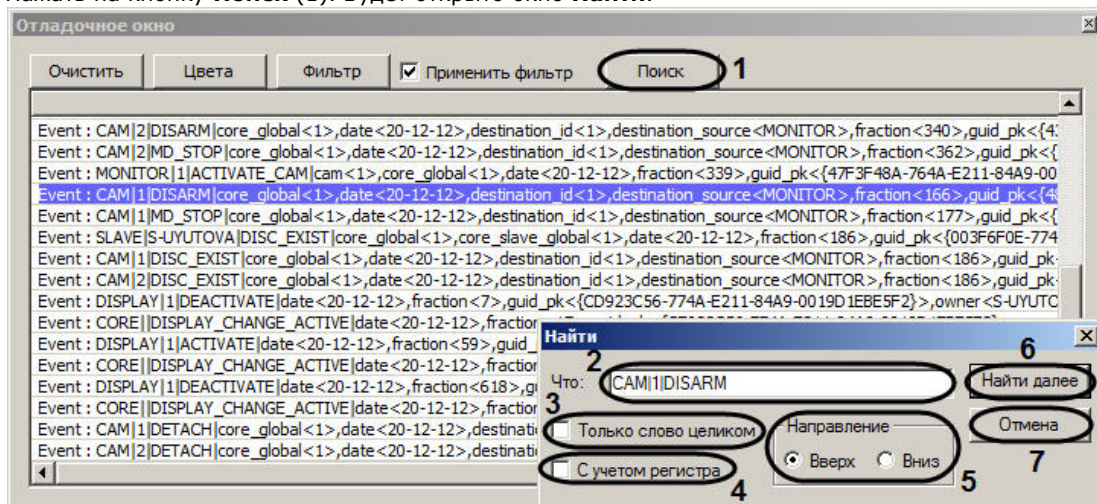 Отладочное окно
Очистить Цвета Фильтр Применить фильтр Поиск 1
Event : CAM|2|DISARM|core_global<1>,date<20-12-12>,destination_id<1>,destination_source<MONITOR>,fraction<340>,guid_pk<{4
Event : CAM|2|MD_STOP|core_global<1>,date<20-12-12>,destination_id<1>,destination_source<MONITOR>,fraction<362>,guid_pk<{
Event : MONITOR|1|ACTIVATE_CAM|cam<1>,core_global<1>,date<20-12-12>,fraction<339>,guid_pk<{47F3F48A-764A-E211-84A9-00
Event : CAM|1|DISARM|core_global<1>,date<20-12-12>,destination_id<1>,destination_source<MONITOR>,fraction<166>,guid_pk<{48
Event : CAM|1|MD_STOP|core_global<1>,date<20-12-12>,destination_id<1>,destination_source<MONITOR>,fraction<177>,guid_pk<{
Event : SLAVE|S-UYUTOVA|DISC_EXIST|core_global<1>,core_slave_global<1>,date<20-12-12>,fraction<186>,guid_pk<{003F6F0E-774
Event : CAM|1|DISC_EXIST|core_global<1>,date<20-12-12>,destination_id<1>,destination_source<MONITOR>,fraction<186>,guid_pk
Event : CAM|2|DISC_EXIST|core_global<1>,date<20-12-12>,destination_id<1>,destination_source<MONITOR>,fraction<186>,guid_pk
Event : DISPLAY|1|DEACTIVATE|date<20-12-12>,fraction<7>,guid_pk<{CD923C56-774A-E211-84A9-0019D1EBE5F2}>,owner<S-UYUTO
Event : CORE||DISPLAY_CHANGE_ACTIVE|date<20-12-12>,fraction
Event : DISPLAY|1|ACTIVATE|date<20-12-12>,fraction<59>,guid_
Event : CORE||DISPLAY_CHANGE_ACTIVE|date<20-12-12>,fraction
Event : DISPLAY|1|DEACTIVATE|date<20-12-12>,fraction<618>,gu
Event : CORE||DISPLAY_CHANGE_ACTIVE|date<20-12-12>,fraction
Event : CAM|1|DETACH|core_global<1>,date<20-12-12>,destinati
Event : CAM|2|DETACH|core_global<1>,date<20-12-12>,destinati
Найти
2 6
Что: CAM|1|DISARM Найти далее
3
Только слово целиком Направление Отмена
Вверх Вниз 7
С учетом регистра 5
4